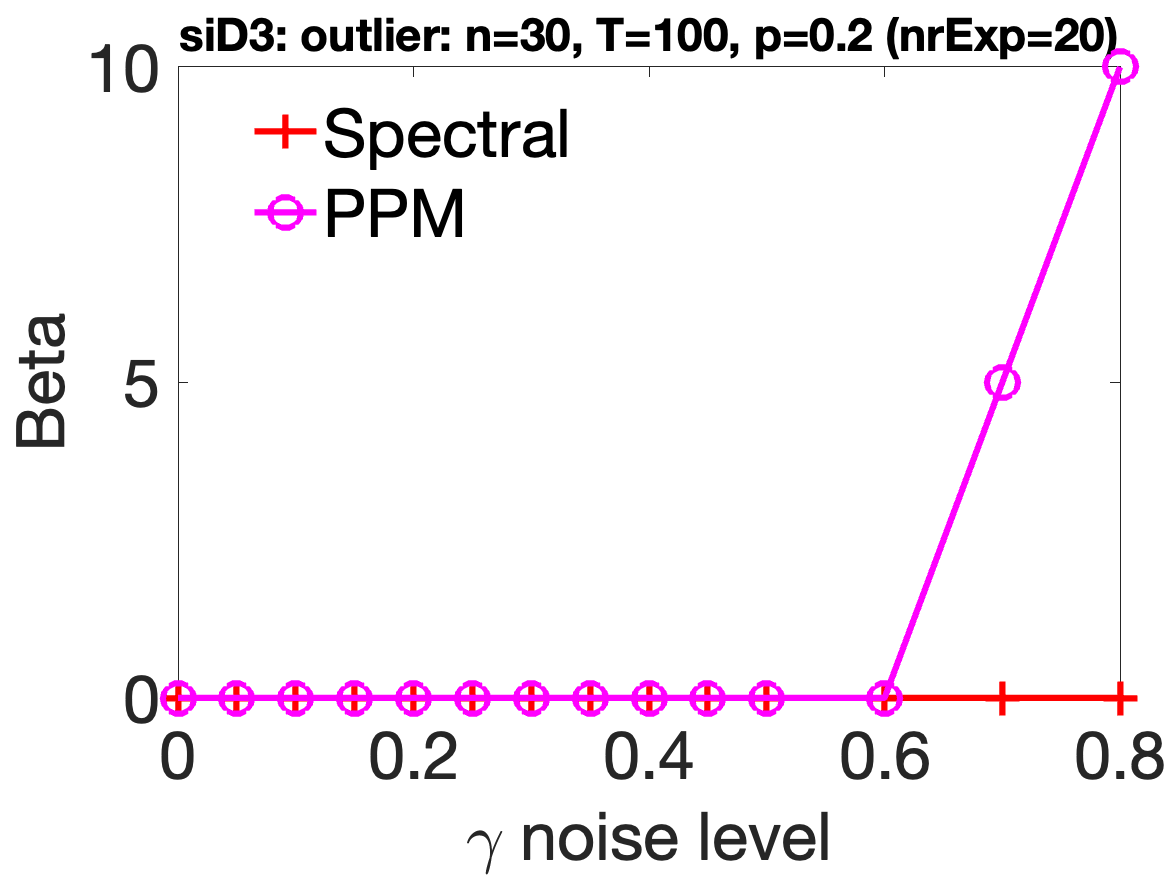 siD3: outlier: n=30, T=100, p=0.2 (nrExp=20)
10
Spectral
PPM
Beta
5
0
0 0.2 0.4 0.6 0.8
γ noise level